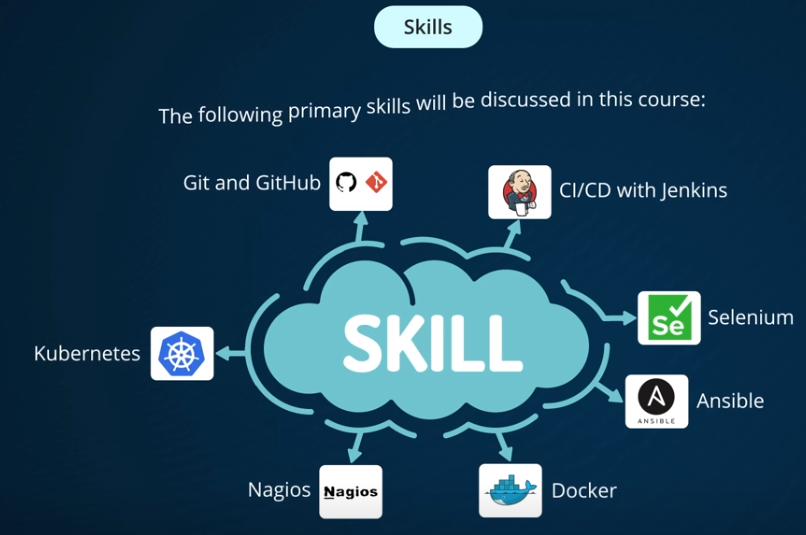 Skills
The following primary skills will be discussed in this course:
Git and GitHub
CI/CD with Jenkins
SKILL
Se
Selenium
Kubernetes
Ansible
ANSIBLE
Nagios
Nagios
Docker